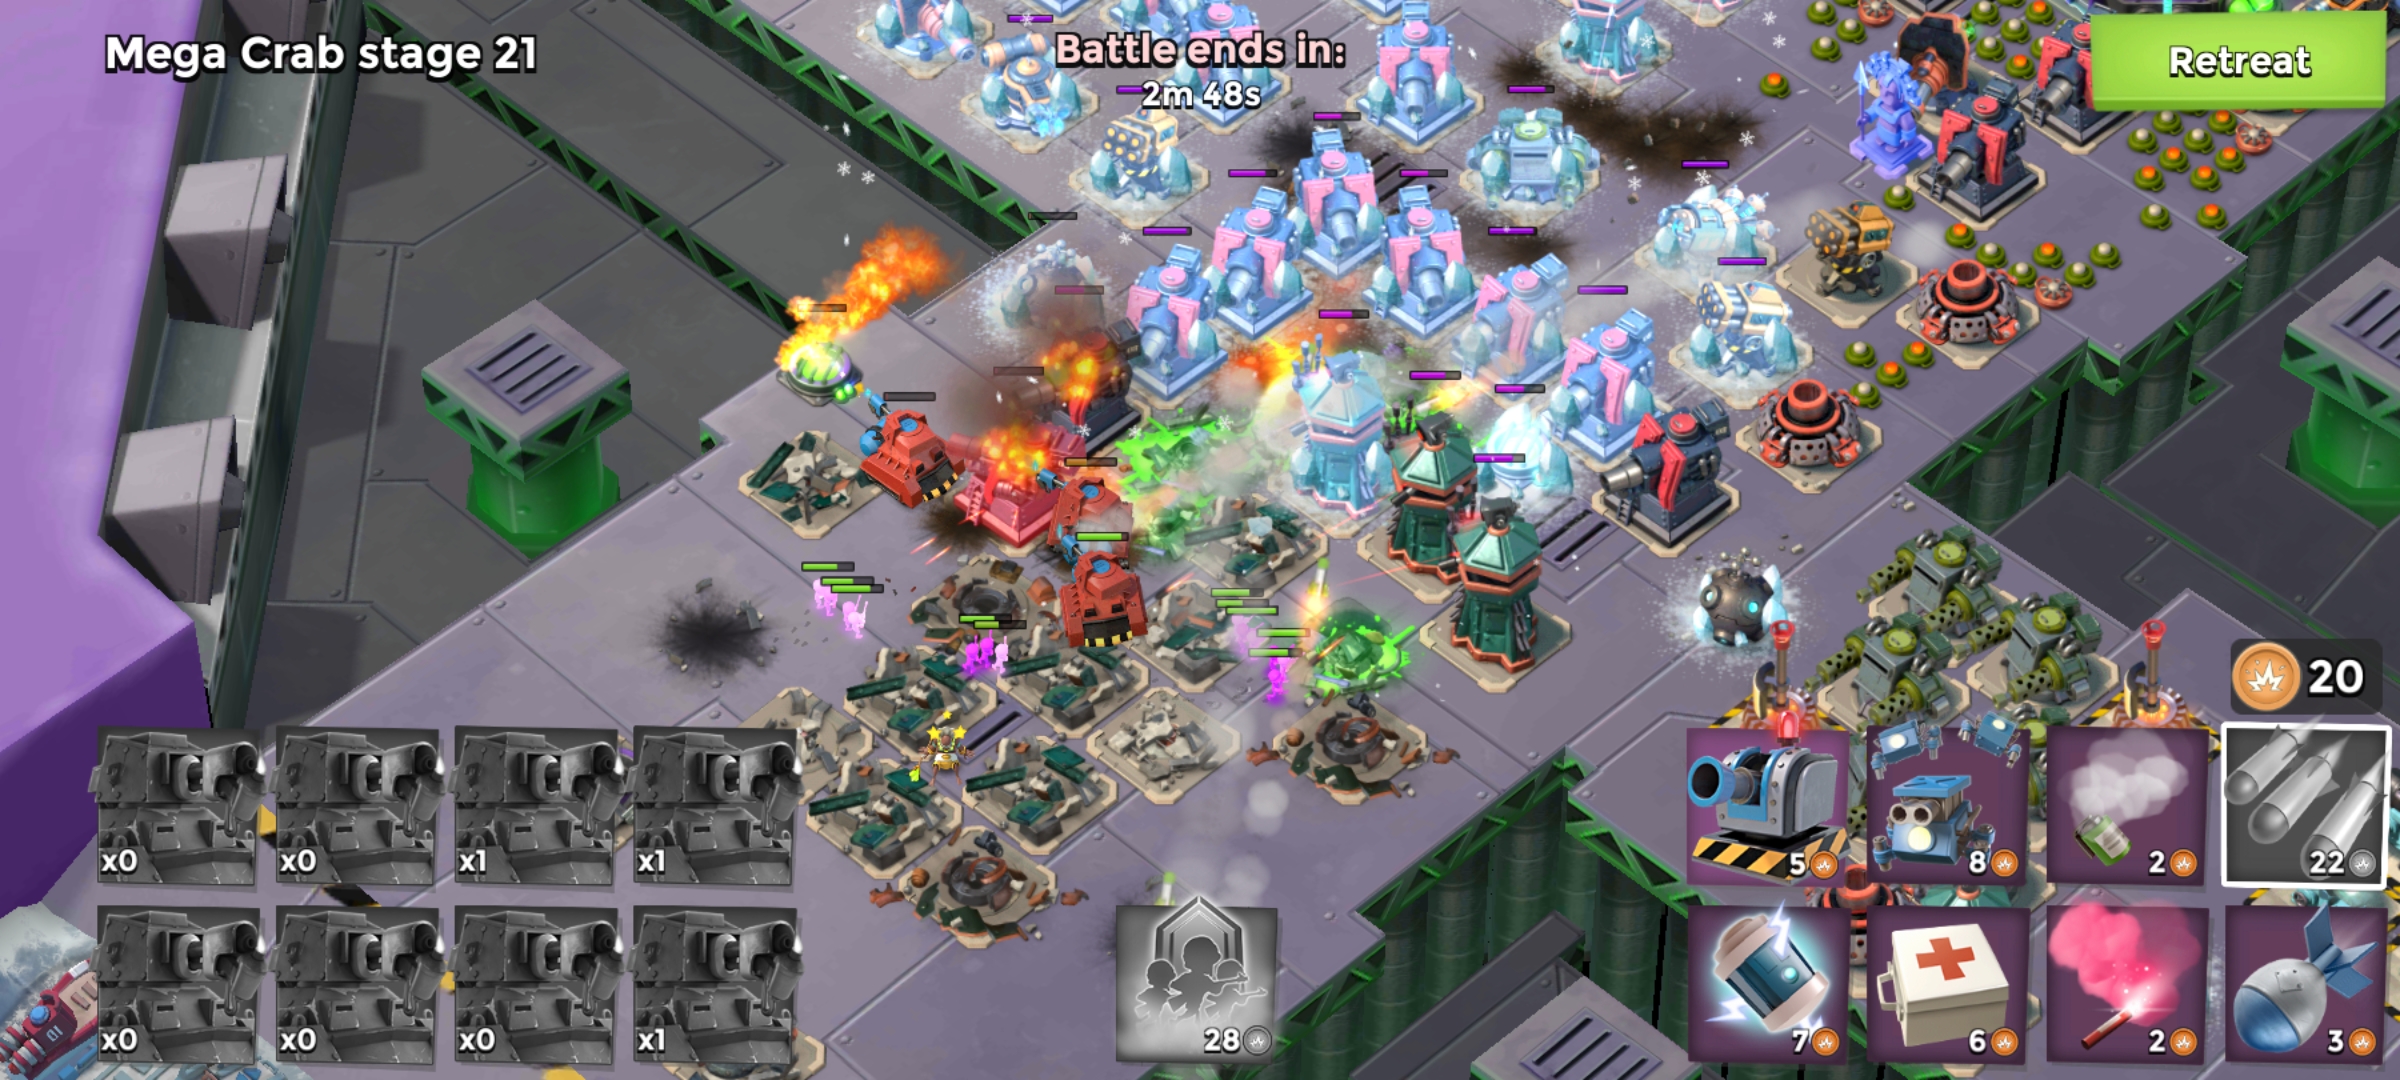 Mega Crab stage 21
Battle ends in:
2m 48s
Retreat
20
x0
x0
x1
x1
5
8
2
22
x0
x0
x0
x1
28
7
6
2
3